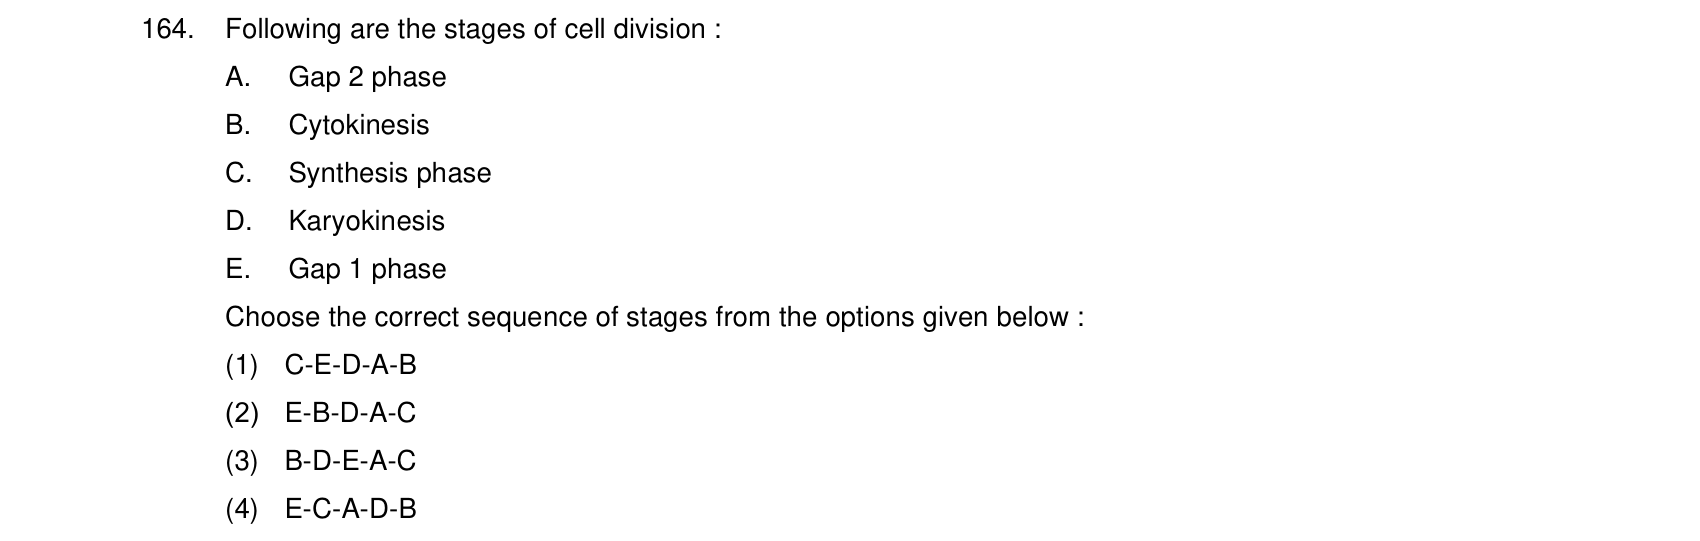 164. Following are the stages of cell division :
A. Gap 2 phase
B. Cytokinesis
C. Synthesis phase
D. Karyokinesis
E. Gap 1 phase
Choose the correct sequence of stages from the options given below :
(1) C-E-D-A-B
(2) E-B-D-A-C
(3) B-D-E-A-C
(4) E-C-A-D-B